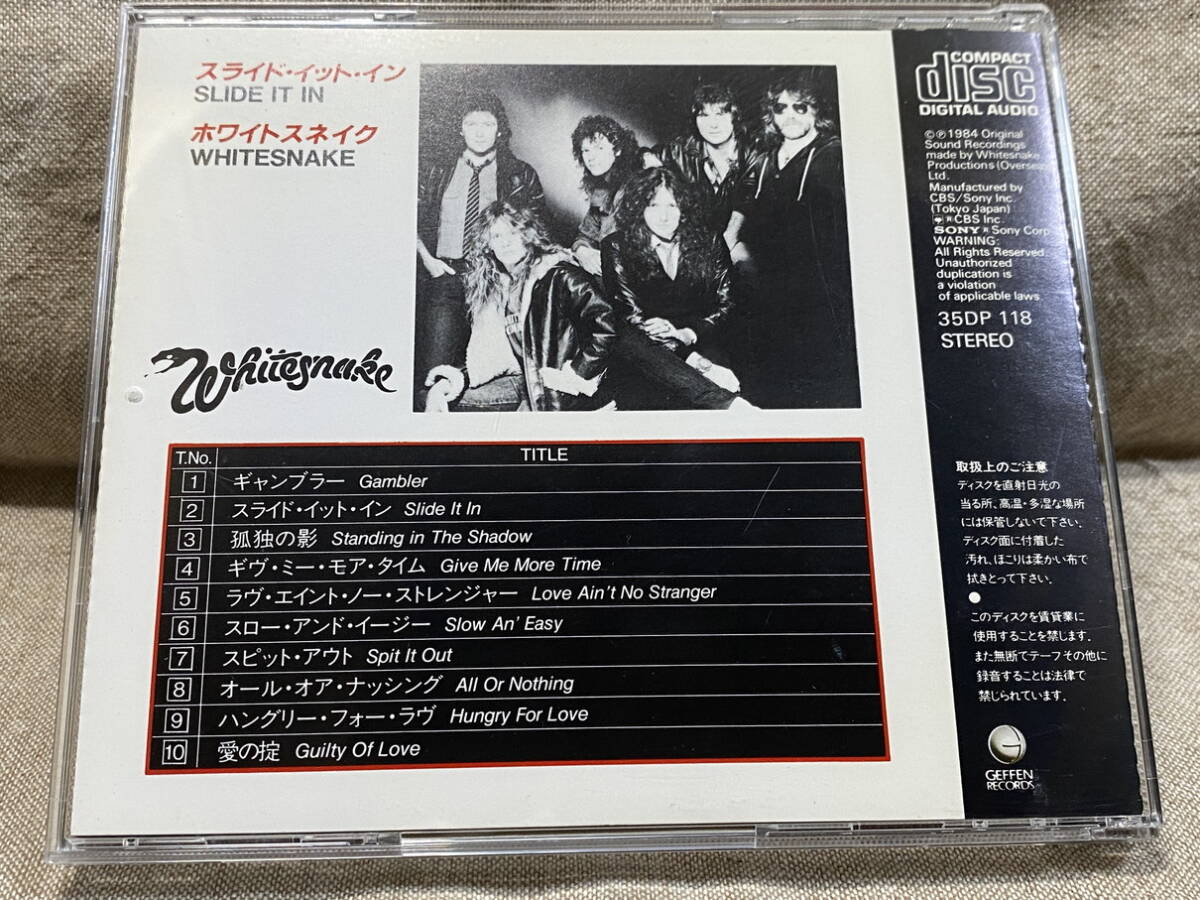 スライド・イット・イン
SLIDE IT IN
ホワイトスネイク
WHITESNAKE
Whitesnake
T.No. TITLE
1 ギャンブラー Gambler
2 スライド・イット・イン Slide It In
3 孤独の影 Standing in The Shadow
4 ギヴ・ミー・モア・タイム Give Me More Time
5 ラヴ・エイント・ノー・ストレンジャー Love Ain't No Stranger
6 スロー・アンド・イージー Slow An' Easy
7 スピット・アウト Spit It Out
8 オール・オア・ナッシング All Or Nothing
9 ハングリー・フォー・ラヴ Hungry For Love
10 愛の掟 Guilty Of Love
COMPACT
disc
DIGITAL AUDIO
©℗1984 Original
Sound Recordings
made by Whitesnake
Productions (Overseas)
Ltd.
Manufactured by
CBS/Sony Inc.
(Tokyo Japan)
® CBS Inc.
SONY ® Sony Corp.
WARNING:
All Rights Reserved.
Unauthorized
duplication is
a violation
of applicable laws.
35DP 118
STEREO
取扱上のご注意
ディスクを直射日光の
当る所、高温・多湿な場所
には保管しないで下さい。
ディスク面に付着した
汚れ、ほこりは柔かい布で
拭きとって下さい。
このディスクを賃貸業に
使用することを禁じます。
また無断でテープその他に
録音することは法律で
禁じられています。
G
GEFFEN
RECORDS